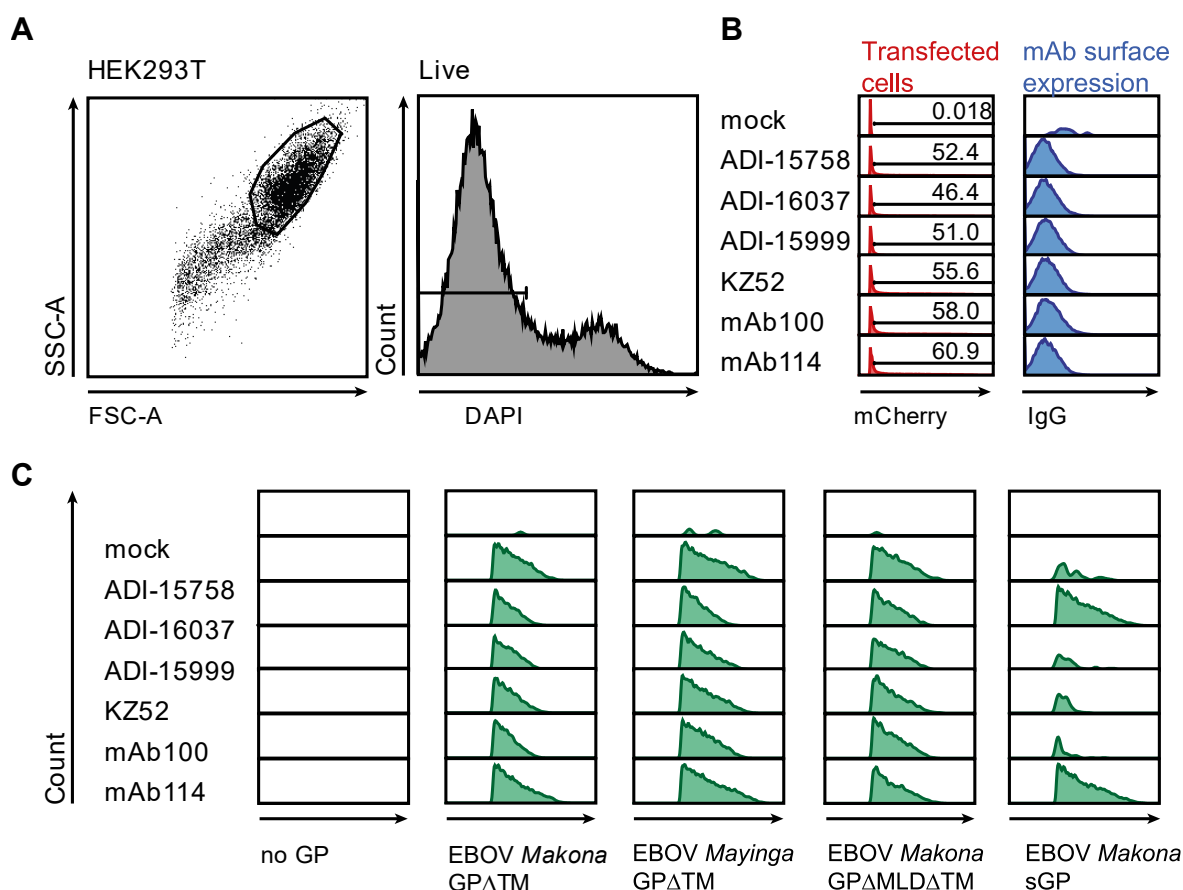 A
B
HEK293T
Live
Transfected
cells
mAb surface
expression
SSC-A
FSC-A
Count
DAPI
mock
ADI-15758
ADI-16037
ADI-15999
KZ52
mAb100
mAb114
0.018
52.4
46.4
51.0
55.6
58.0
60.9
mCherry
IgG
C
Count
mock
ADI-15758
ADI-16037
ADI-15999
KZ52
mAb100
mAb114
no GP
EBOV Makona
GPΔTM
EBOV Mayinga
GPΔTM
EBOV Makona
GPΔMLDΔTM
EBOV Makona
sGP